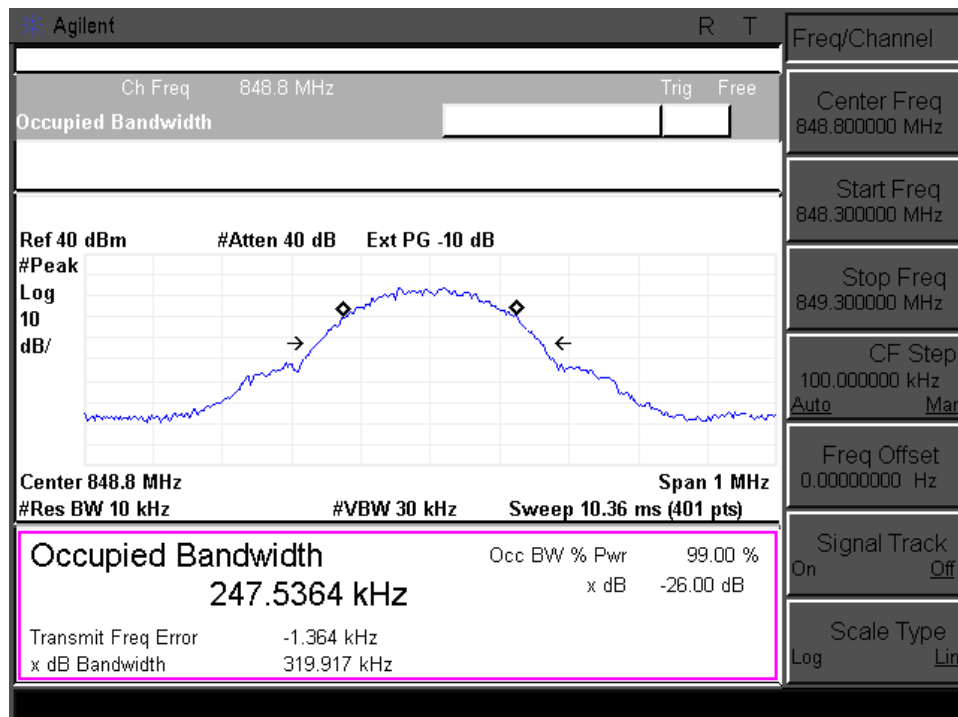 Agilent R T
Ch Freq 848.8 MHz Trig Free
Occupied Bandwidth
Ref 40 dBm #Atten 40 dB Ext PG -10 dB
#Peak
Log
10
dB/
Center 848.8 MHz Span 1 MHz
#Res BW 10 kHz #VBW 30 kHz Sweep 10.36 ms (401 pts)
Occupied Bandwidth Occ BW % Pwr 99.00 %
247.5364 kHz x dB -26.00 dB
Transmit Freq Error -1.364 kHz
x dB Bandwidth 319.917 kHz
Freq/Channel
Center Freq
848.800000 MHz
Start Freq
848.300000 MHz
Stop Freq
849.300000 MHz
CF Step
100.000000 kHz
Auto Man
Freq Offset
0.00000000 Hz
Signal Track
On Off
Scale Type
Log Lin